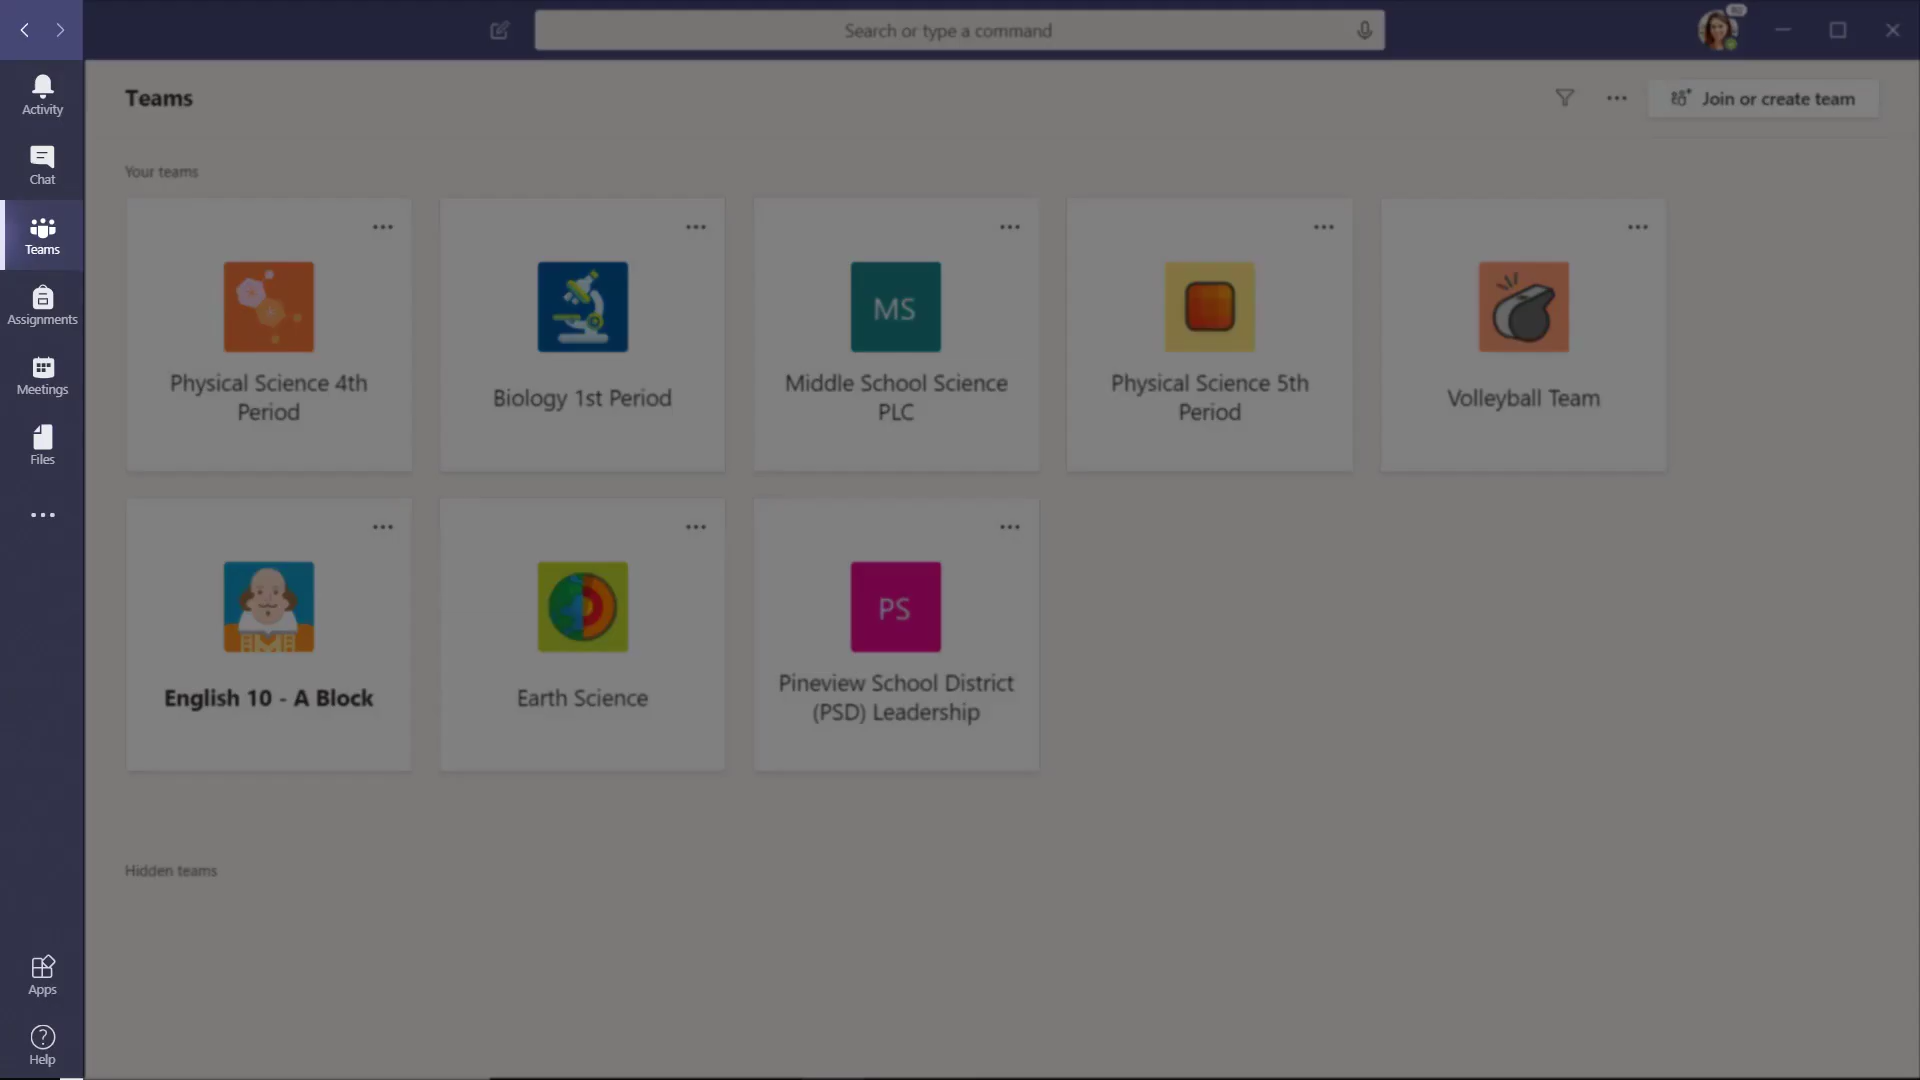 Search or type a command
Activity
Chat
Teams
Assignments
Meetings
Files
Apps
Help
Teams
Join or create team
Your teams
Physical Science 4th
Period
Biology 1st Period
MS
Middle School Science
PLC
Physical Science 5th
Period
Volleyball Team
English 10 - A Block
Earth Science
PS
Pineview School District
(PSD) Leadership
Hidden teams